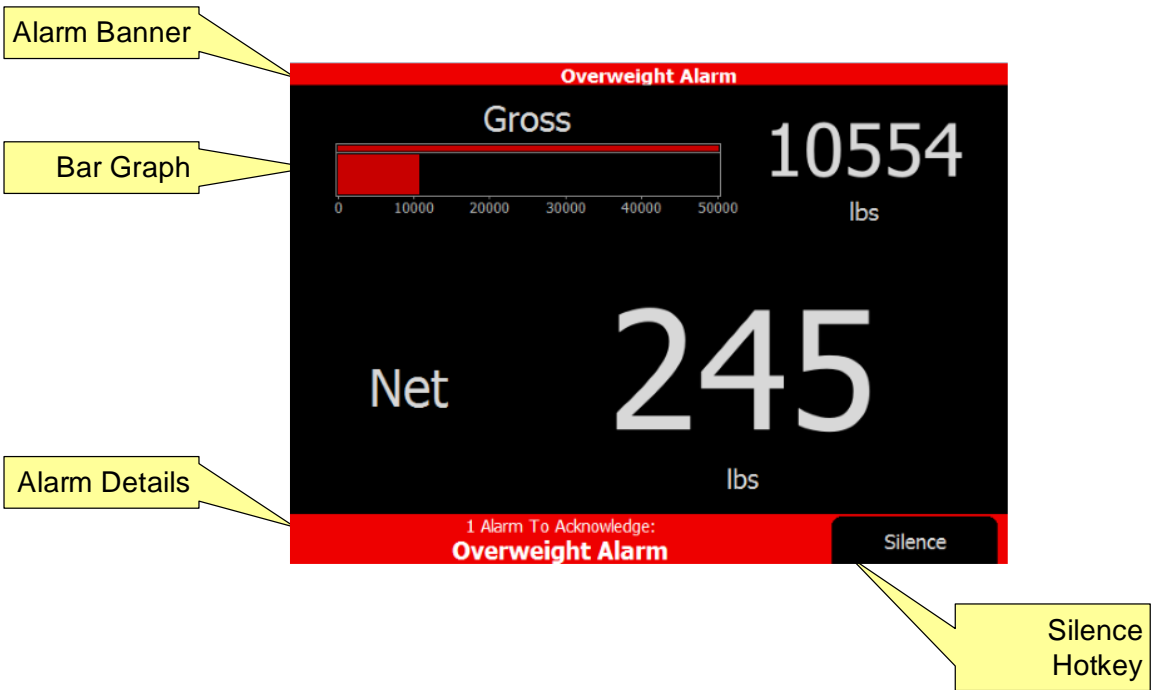 Alarm Banner
Overweight Alarm
Gross
10554
lbs
Bar Graph
0 10000 20000 30000 40000 50000
Net
245
lbs
Alarm Details
1 Alarm To Acknowledge:
Overweight Alarm
Silence
Silence
Hotkey